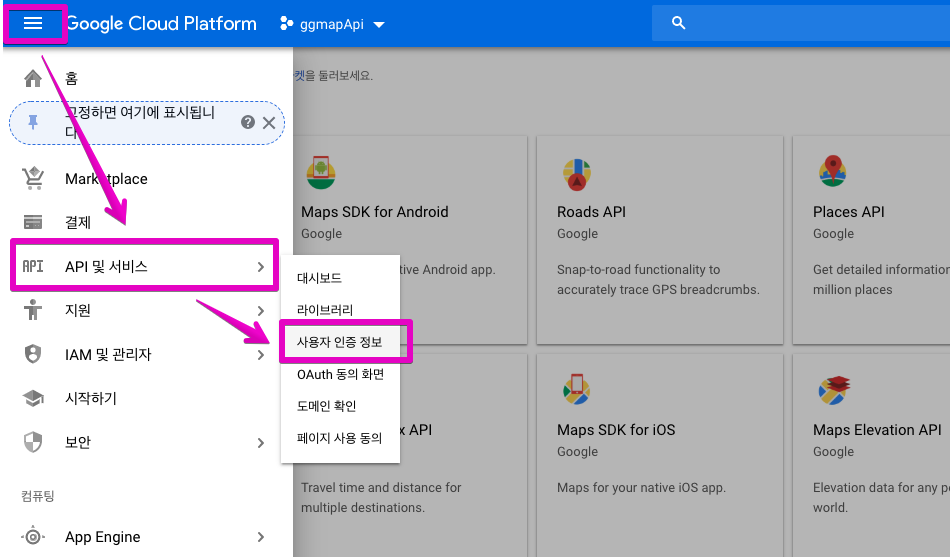 Google Cloud Platform
ggmapApi
홈
고정하면 여기에 표시됩니
다
Marketplace
결제
API 및 서비스
지원
IAM 및 관리자
시작하기
보안
컴퓨팅
App Engine
대시보드
라이브러리
사용자 인증 정보
OAuth 동의 화면
도메인 확인
페이지 사용 동의
켓을 둘러보세요.
Maps SDK for Android
Google
tive Android app.
Roads API
Google
Snap-to-road functionality to
accurately trace GPS breadcrumbs.
Places API
Google
Get detailed information
million places
x API
Travel time and distance for
multiple destinations.
Maps SDK for iOS
Google
Maps for your native iOS app.
Maps Elevation API
Google
Elevation data for any p
world.